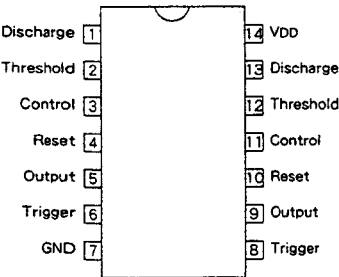 Discharge 1 14 VDD
Threshold 2 13 Discharge
Control 3 12 Threshold
Reset 4 11 Control
Output 5 10 Reset
Trigger 6 9 Output
GND 7 8 Trigger